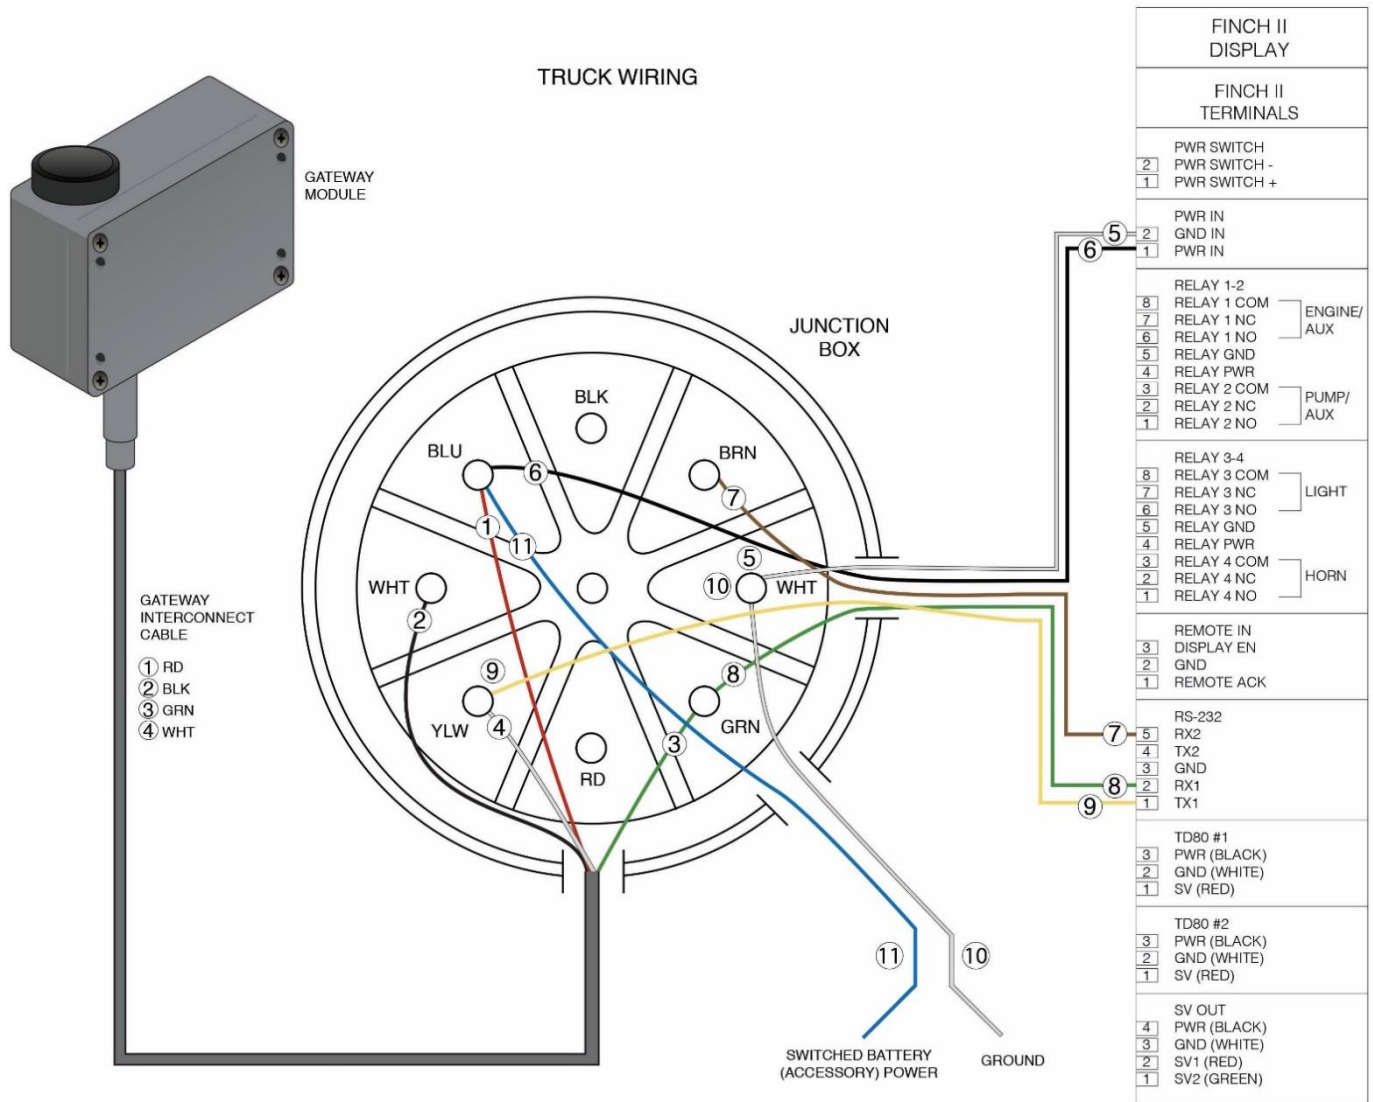 TRUCK WIRING
GATEWAY
MODULE
JUNCTION
BOX
BLK
BLU
BRN
6
7
1
11
5
10
WHT
WHT
2
9
8
4
YLW
GRN
3
RD
GATEWAY
INTERCONNECT
CABLE
1 RD
2 BLK
3 GRN
4 WHT
11
10
SWITCHED BATTERY
(ACCESSORY) POWER
GROUND
5
6
7
8
9
FINCH II
DISPLAY
FINCH II
TERMINALS
PWR SWITCH
2 PWR SWITCH -
1 PWR SWITCH +
PWR IN
2 GND IN
1 PWR IN
RELAY 1-2
8 RELAY 1 COM
7 RELAY 1 NC
6 RELAY 1 NO
ENGINE/
AUX
5 RELAY GND
4 RELAY PWR
3 RELAY 2 COM
2 RELAY 2 NC
1 RELAY 2 NO
PUMP/
AUX
RELAY 3-4
8 RELAY 3 COM
7 RELAY 3 NC
6 RELAY 3 NO
LIGHT
5 RELAY GND
4 RELAY PWR
3 RELAY 4 COM
2 RELAY 4 NC
1 RELAY 4 NO
HORN
REMOTE IN
3 DISPLAY EN
2 GND
1 REMOTE ACK
RS-232
5 RX2
4 TX2
3 GND
2 RX1
1 TX1
TD80 #1
3 PWR (BLACK)
2 GND (WHITE)
1 SV (RED)
TD80 #2
3 PWR (BLACK)
2 GND (WHITE)
1 SV (RED)
SV OUT
4 PWR (BLACK)
3 GND (WHITE)
2 SV1 (RED)
1 SV2 (GREEN)